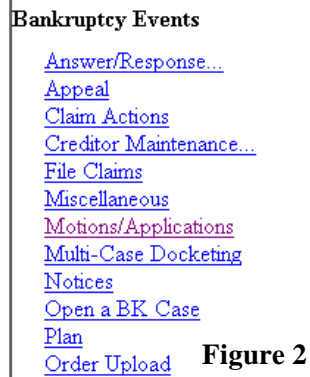 Bankruptcy Events
Answer/Response...
Appeal
Claim Actions
Creditor Maintenance...
File Claims
Miscellaneous
Motions/Applications
Multi-Case Docketing
Notices
Open a BK Case
Plan
Order Upload
Figure 2